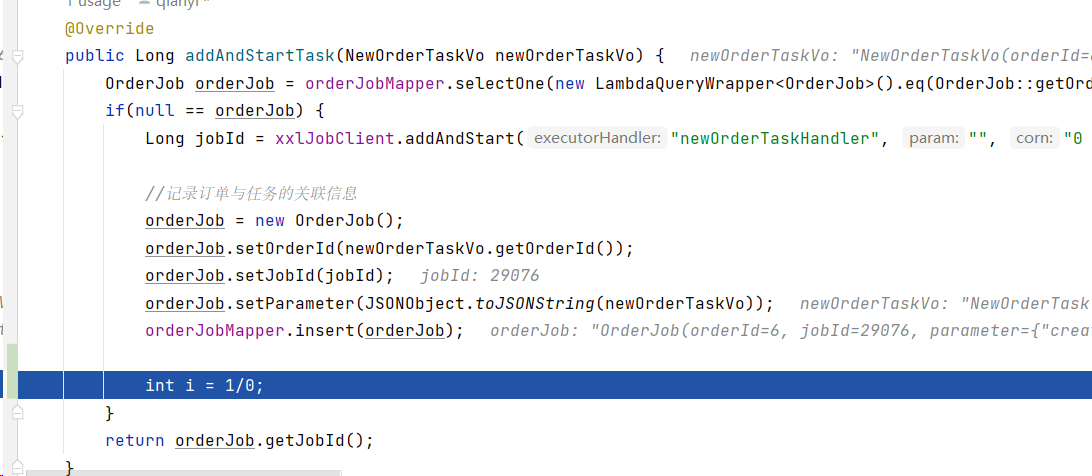 1 usage qianyi *
@Override
public Long addAndStartTask(NewOrderTaskVo newOrderTaskVo) { newOrderTaskVo: "NewOrderTaskVo(orderId=
OrderJob orderJob = orderJobMapper.selectOne(new LambdaQueryWrapper<OrderJob>().eq(OrderJob::getOrd
if(null == orderJob) {
Long jobId = xxlJobClient.addAndStart( executorHandler: "newOrderTaskHandler", param: "", corn: "0
//记录订单与任务的关联信息
orderJob = new OrderJob();
orderJob.setOrderId(newOrderTaskVo.getOrderId());
orderJob.setJobId(jobId); jobId: 29076
orderJob.setParameter(JSONObject.toJSONString(newOrderTaskVo)); newOrderTaskVo: "NewOrderTask
orderJobMapper.insert(orderJob); orderJob: "OrderJob(orderId=6, jobId=29076, parameter={"crea
int i = 1/0;
}
return orderJob.getJobId();
}